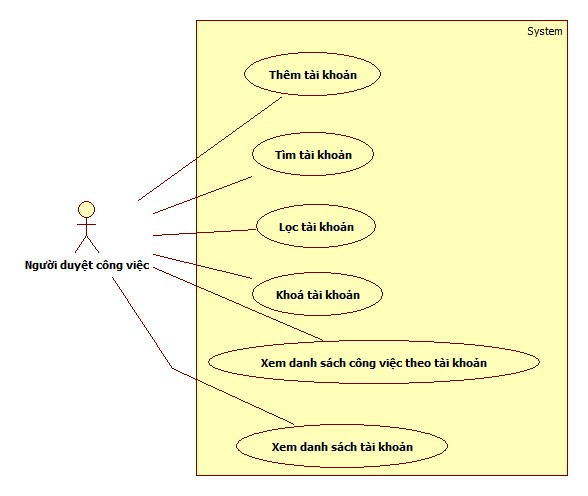 System
Thêm tài khoản
Tìm tài khoản
Lọc tài khoản
Người duyệt công việc
Khoá tài khoản
Xem danh sách công việc theo tài khoản
Xem danh sách tài khoản